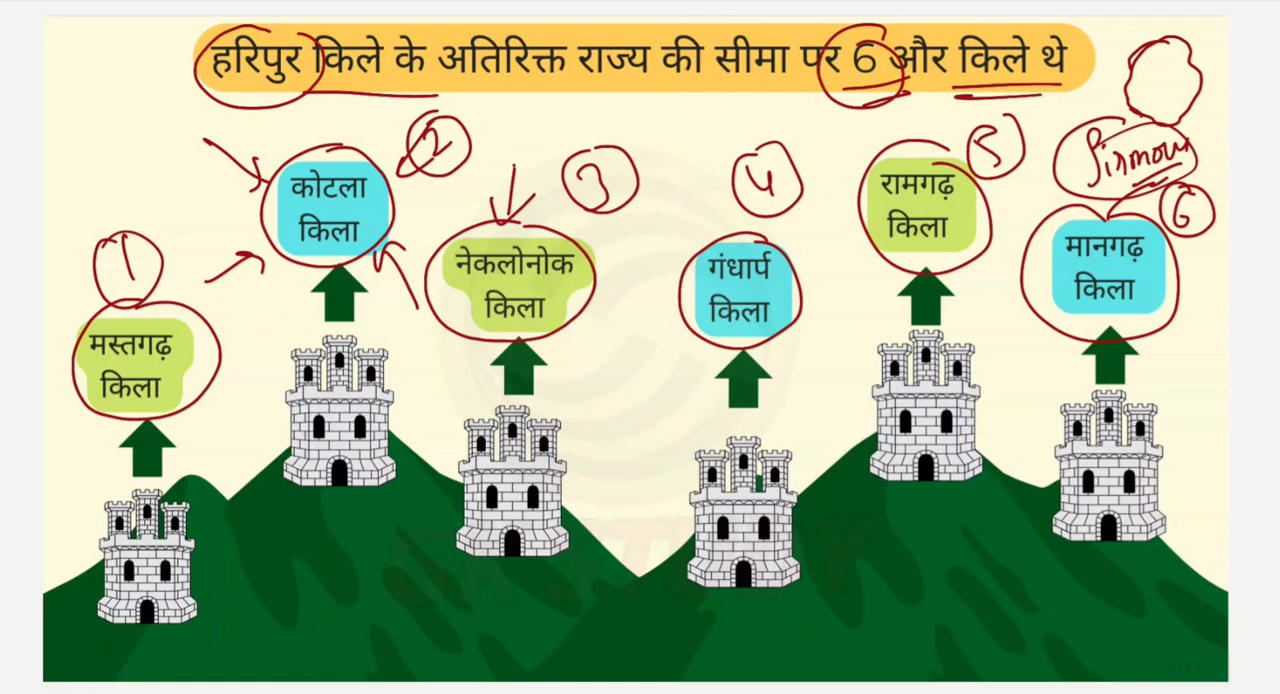 हरिपुर किले के अतिरिक्त राज्य की सीमा पर 6 और किले थे
1
मस्तगढ़
किला
2
कोटला
किला
3
नेकलोनोक
किला
4
गंधार्प
किला
5
रामगढ़
किला
Sirmour
6
मानगढ़
किला